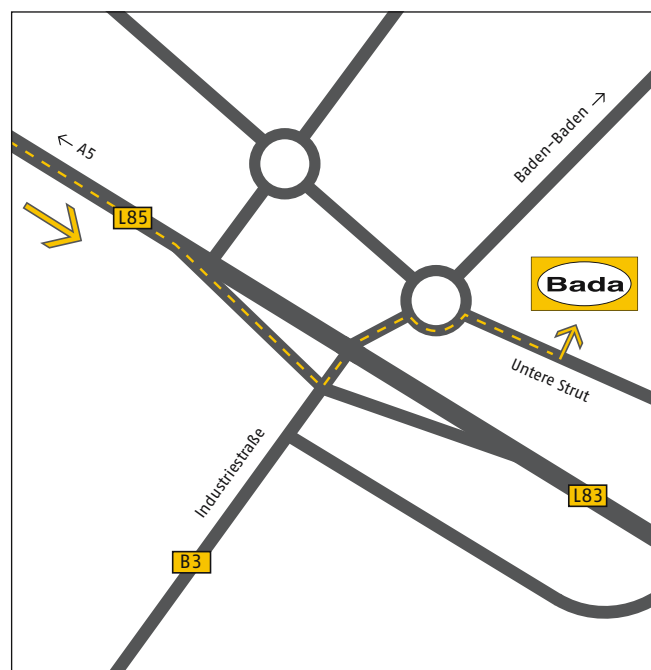 ← A5
Baden-Baden →
L85
Bada
Untere Strut
Industriestraße
L83
B3